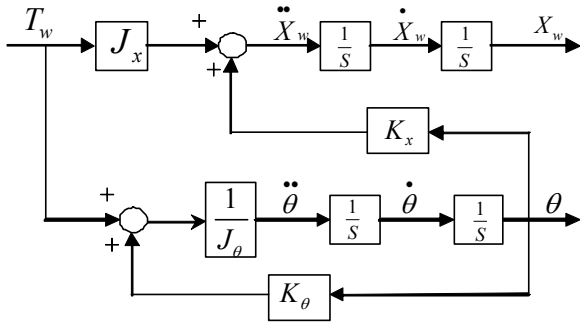 T_w J_x + + Ẍ_w 1/S Ẋ_w 1/S X_w
K_x
+ + 1/J_θ θ̈ 1/S θ̇ 1/S θ
K_θ